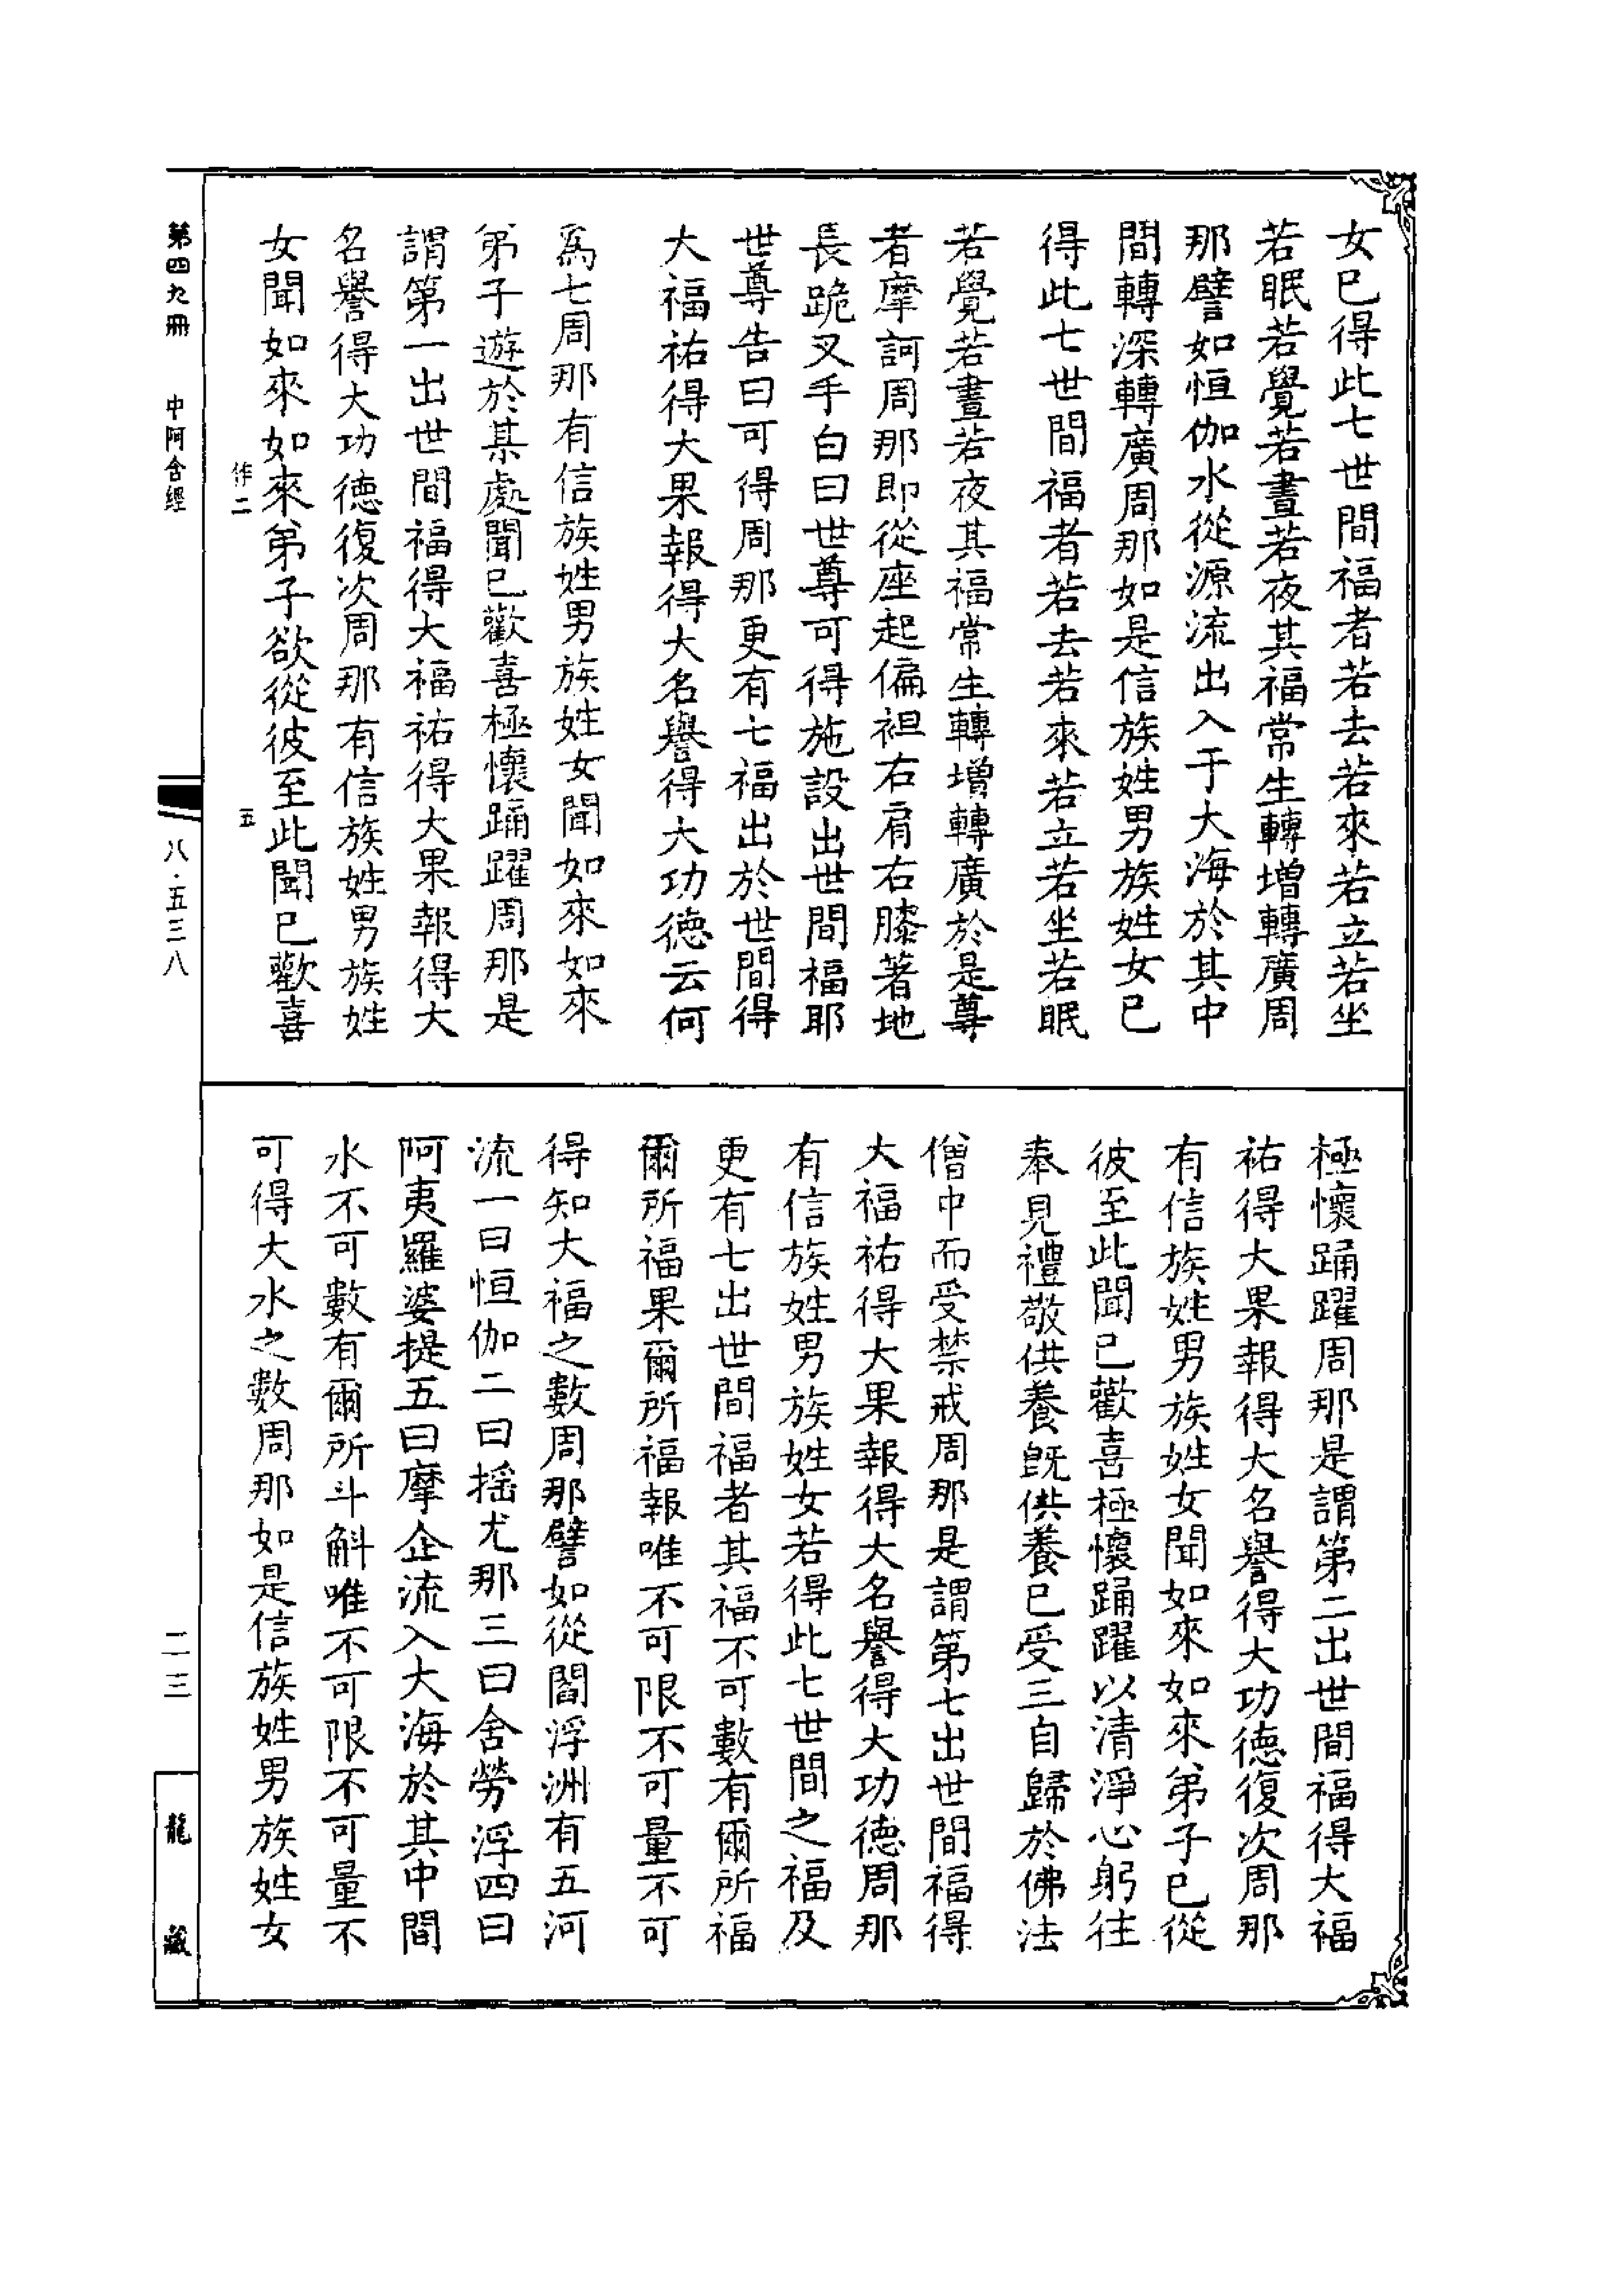 女已得此七世間福者若去若來若立若坐
若眠若覺若晝若夜其福常生轉増轉廣周
那譬如恒伽水從源流出入于大海於其中
間轉深轉廣周那如是信族姓男族姓女已
得此七世間福者若去若來若立若坐若眠
若覺若晝若夜其福常生轉増轉廣於是尊
者摩訶周那即從座起偏袒右肩右膝著地
長跪叉手白曰世尊可得施設出世間福耶
世尊告曰可得周那更有七福出於世間得
大福祐得大果報得大名譽得大功德云何
爲七周那有信族姓男族姓女聞如來如來
弟子遊於某處聞已歡喜極懷踊躍周那是
謂第一出世間福得大福祐得大果報得大
名譽得大功德復次周那有信族姓男族姓
女聞如來如來弟子欲從彼至此聞已歡喜
作二
五
極懷踊躍周那是謂第二出世間福得大福
祐得大果報得大名譽得大功德復次周那
有信族姓男族姓女聞如來如來弟子已從
彼至此聞已歡喜極懷踊躍以清淨心躬往
奉見禮敬供養旣供養已受三自歸於佛法
僧中而受禁戒周那是謂第七出世間福得
大福祐得大果報得大名譽得大功德周那
有信族姓男族姓女若得此七世間之福及
更有七出世間福者其福不可數有爾所福
爾所福果爾所福報唯不可限不可量不可
得知大福之數周那譬如從閻浮洲有五河
流一曰恒伽二曰搖尤那三曰舍勞浮四曰
阿夷羅婆提五曰摩企流入大海於其中間
水不可數有爾所斗斛唯不可限不可量不
可得大水之數周那如是信族姓男族姓女
第四九冊 中阿含經
八·五三八
二三
龍藏